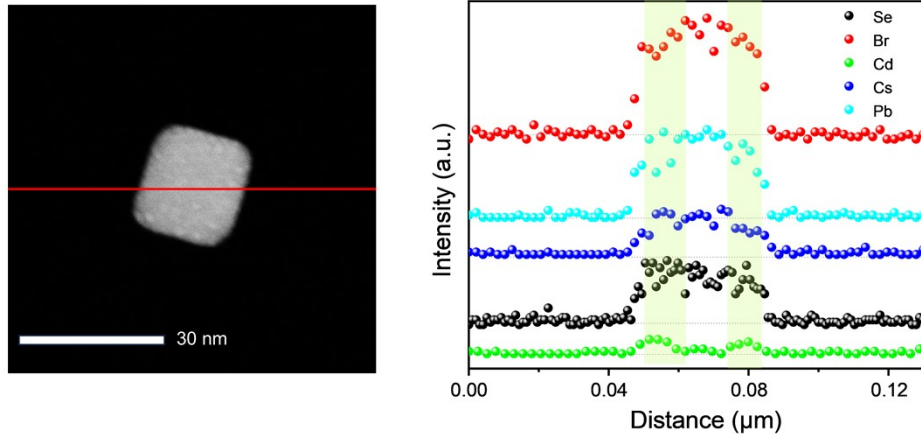 30 nm
Intensity (a.u.)
Se
Br
Cd
Cs
Pb
0.00
0.04
0.08
0.12
Distance (μm)